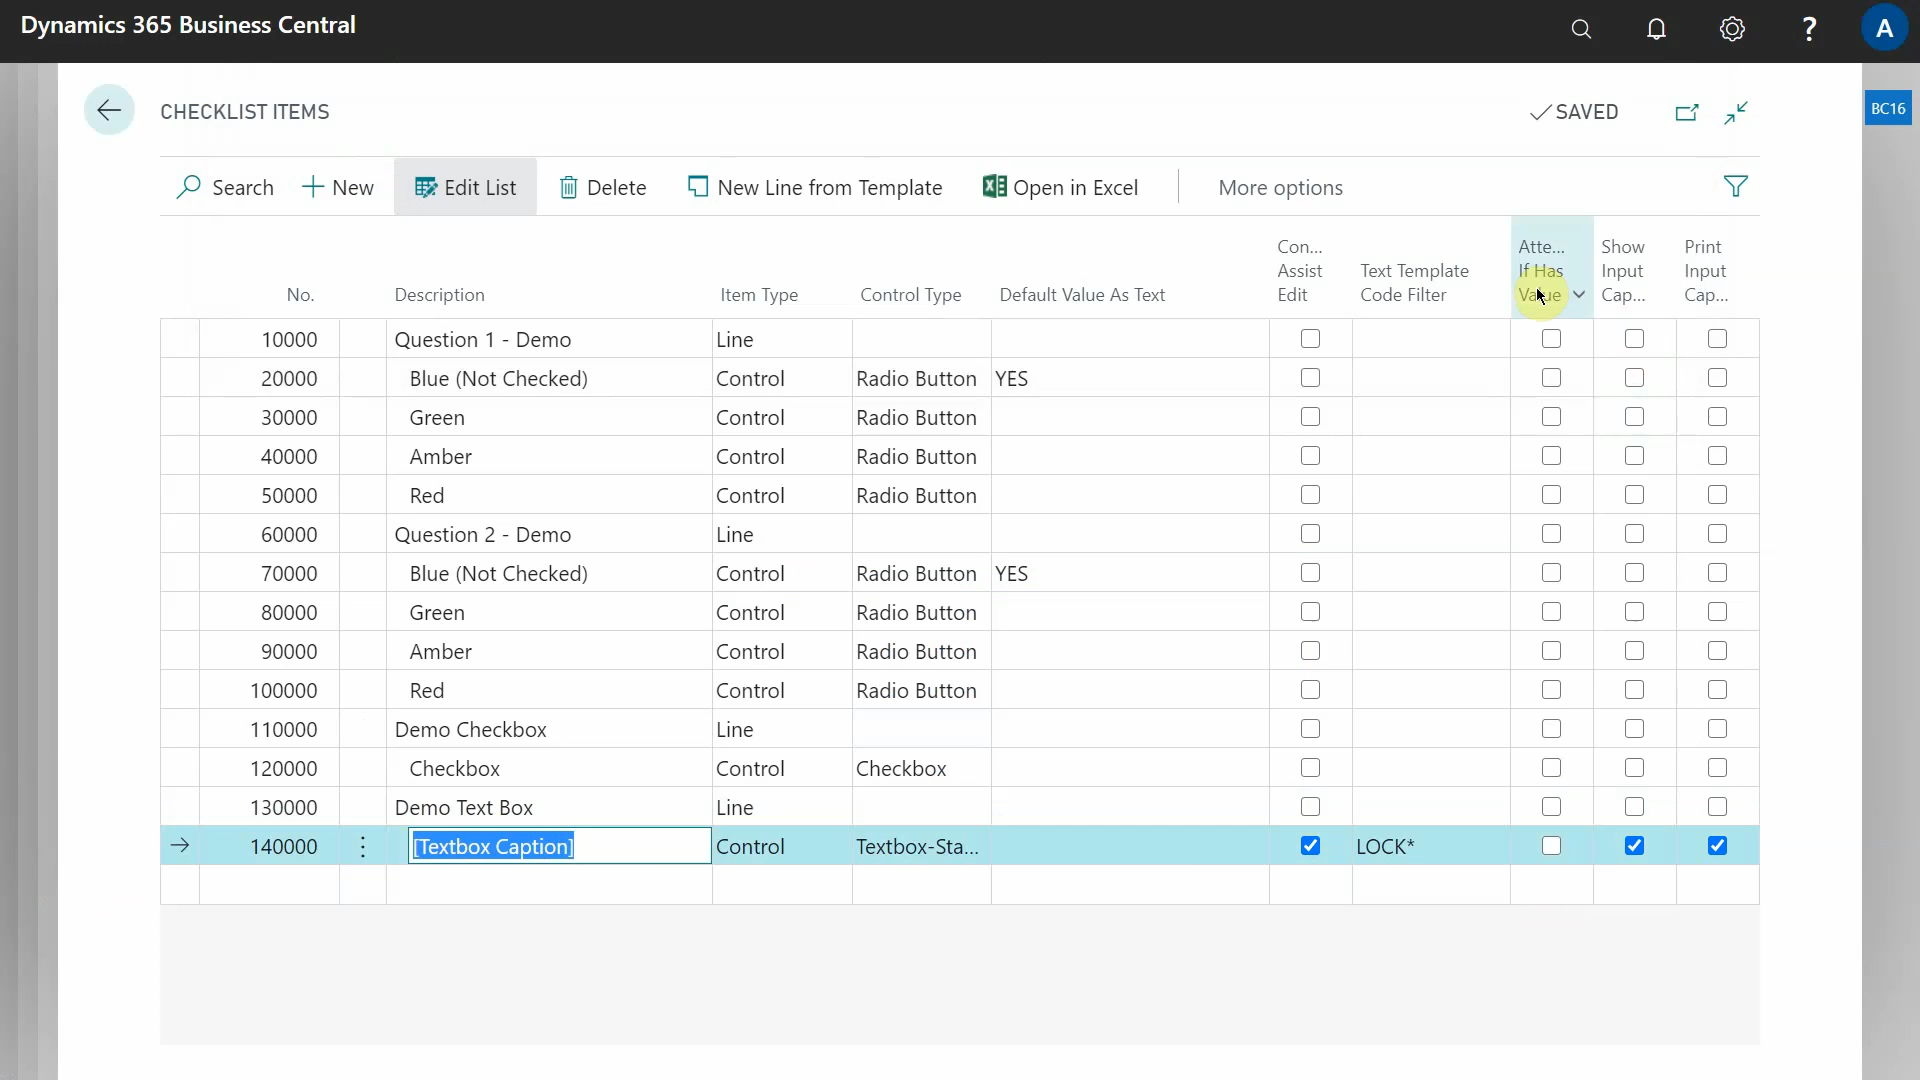 Dynamics 365 Business Central
?
A
CHECKLIST ITEMS
SAVED
BC16
Search
New
Edit List
Delete
New Line from Template
Open in Excel
More options
No.
Description
Item Type
Control Type
Default Value As Text
Con... Assist Edit
Text Template Code Filter
Atte... If Has Value
Show Input Cap...
Print Input Cap...
10000 Question 1 - Demo Line
20000 Blue (Not Checked) Control Radio Button YES
30000 Green Control Radio Button
40000 Amber Control Radio Button
50000 Red Control Radio Button
60000 Question 2 - Demo Line
70000 Blue (Not Checked) Control Radio Button YES
80000 Green Control Radio Button
90000 Amber Control Radio Button
100000 Red Control Radio Button
110000 Demo Checkbox Line
120000 Checkbox Control Checkbox
130000 Demo Text Box Line
140000 [Textbox Caption] Control Textbox-Sta... LOCK*